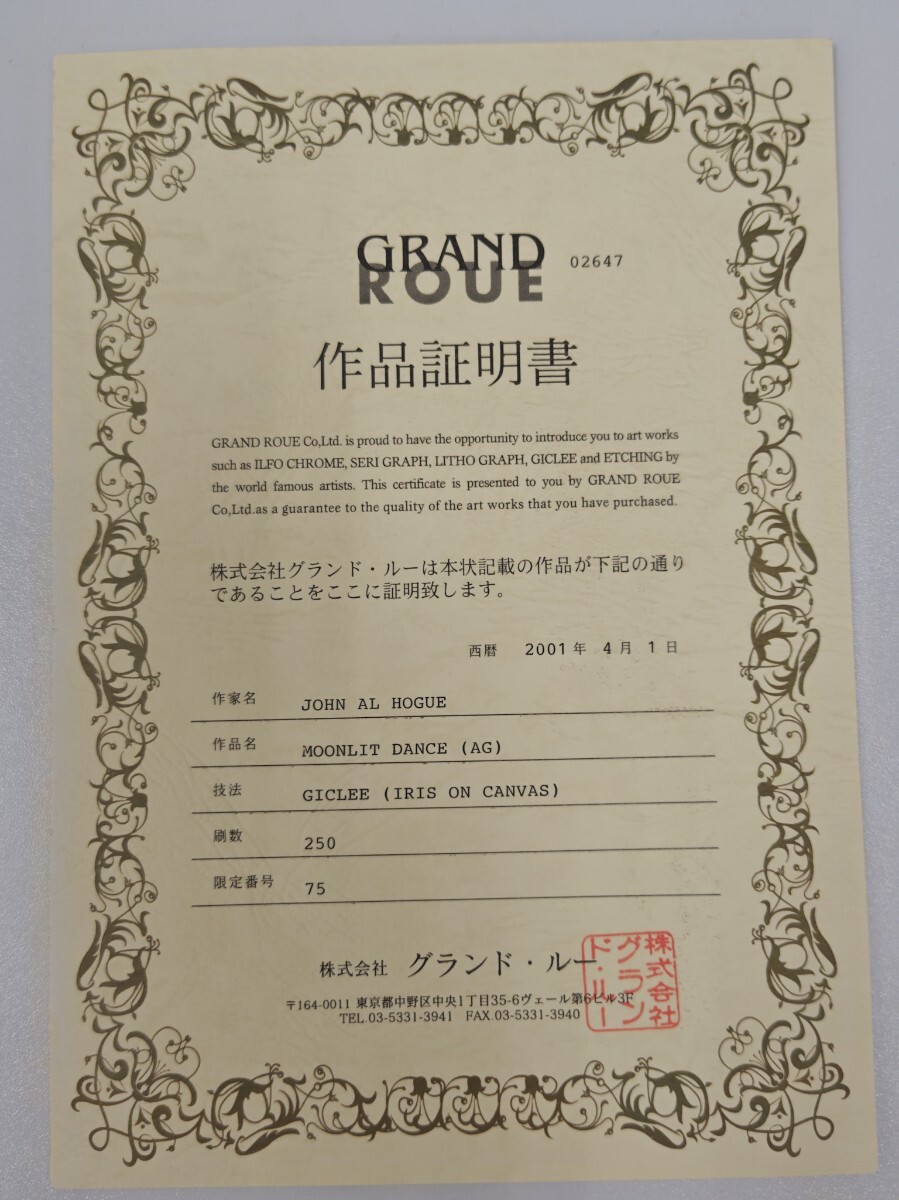 GRAND
ROUE 02647
作品証明書
GRAND ROUE Co,Ltd. is proud to have the opportunity to introduce you to art works
such as ILFO CHROME, SERI GRAPH, LITHO GRAPH, GICLEE and ETCHING by
the world famous artists. This certificate is presented to you by GRAND ROUE
Co,Ltd.as a guarantee to the quality of the art works that you have purchased.
株式会社グランド・ルーは本状記載の作品が下記の通り
であることをここに証明致します。
西暦 2001年 4月 1日
作家名 JOHN AL HOGUE
作品名 MOONLIT DANCE (AG)
技法 GICLEE (IRIS ON CANVAS)
刷数 250
限定番号 75
株式会社 グランド・ルー
〒164-0011 東京都中野区中央1丁目35-6ヴェール第6ビル3F
TEL.03-5331-3941 FAX.03-5331-3940
株式会社
グラン
ド・ルー